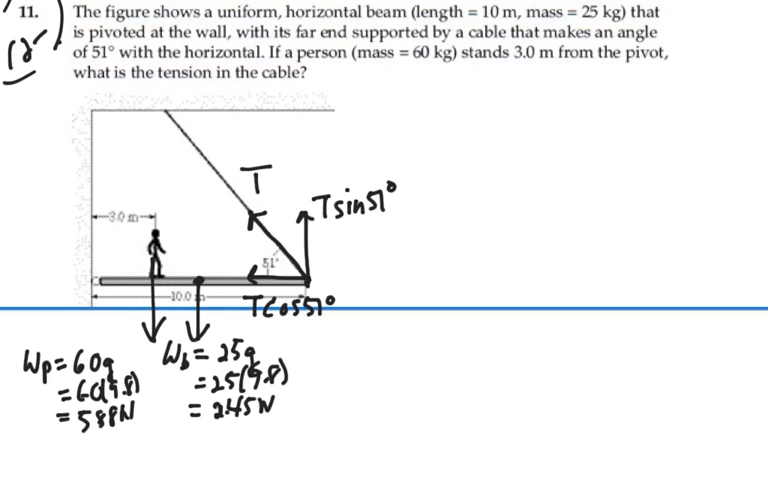 11. The figure shows a uniform, horizontal beam (length = 10 m, mass = 25 kg) that
is pivoted at the wall, with its far end supported by a cable that makes an angle
of 51° with the horizontal. If a person (mass = 60 kg) stands 3.0 m from the pivot,
what is the tension in the cable?
T
Tsin51°
3.0 m
51°
10.0 m
Tcos51°
Wp = 60g
= 60(9.8)
= 588N
Wb = 25g
= 25(9.8)
= 245N